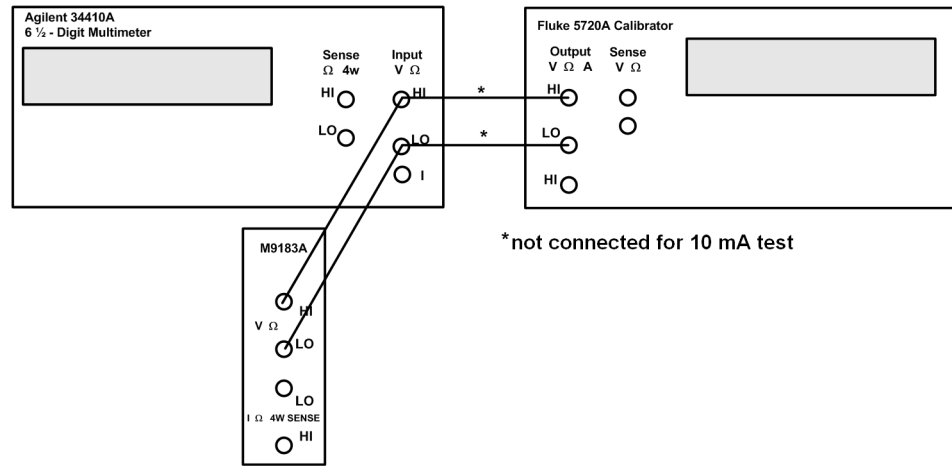 Agilent 34410A
6 ½ - Digit Multimeter
Sense
Ω 4w
Input
V Ω
HI
HI
LO
LO
I
Fluke 5720A Calibrator
Output
V Ω A
Sense
V Ω
HI
LO
HI
*
*
*not connected for 10 mA test
M9183A
HI
V Ω
LO
LO
I Ω 4W SENSE
HI